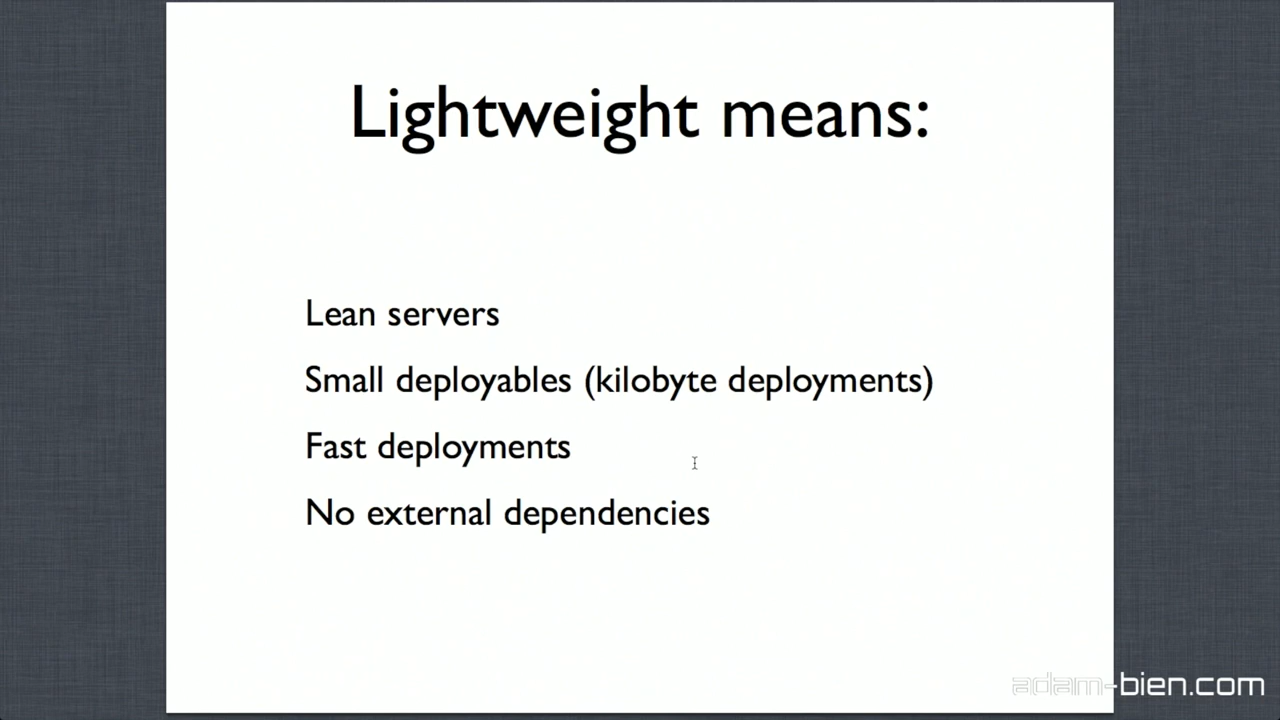 Lightweight means:
Lean servers
Small deployables (kilobyte deployments)
Fast deployments
No external dependencies
adam-bien.com